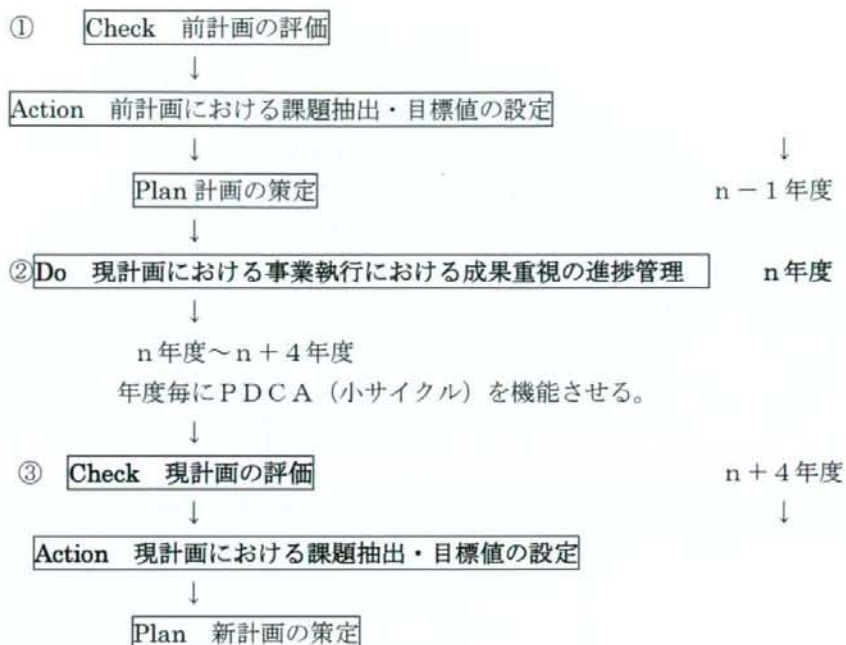 ① Check 前計画の評価
↓
Action 前計画における課題抽出・目標値の設定
↓ ↓
Plan 計画の策定 n－1年度
↓
②Do 現計画における事業執行における成果重視の進捗管理 n年度
↓
n年度～n＋4年度
年度毎にPDCA（小サイクル）を機能させる。
↓
③ Check 現計画の評価 n＋4年度
↓ ↓
Action 現計画における課題抽出・目標値の設定
↓
Plan 新計画の策定